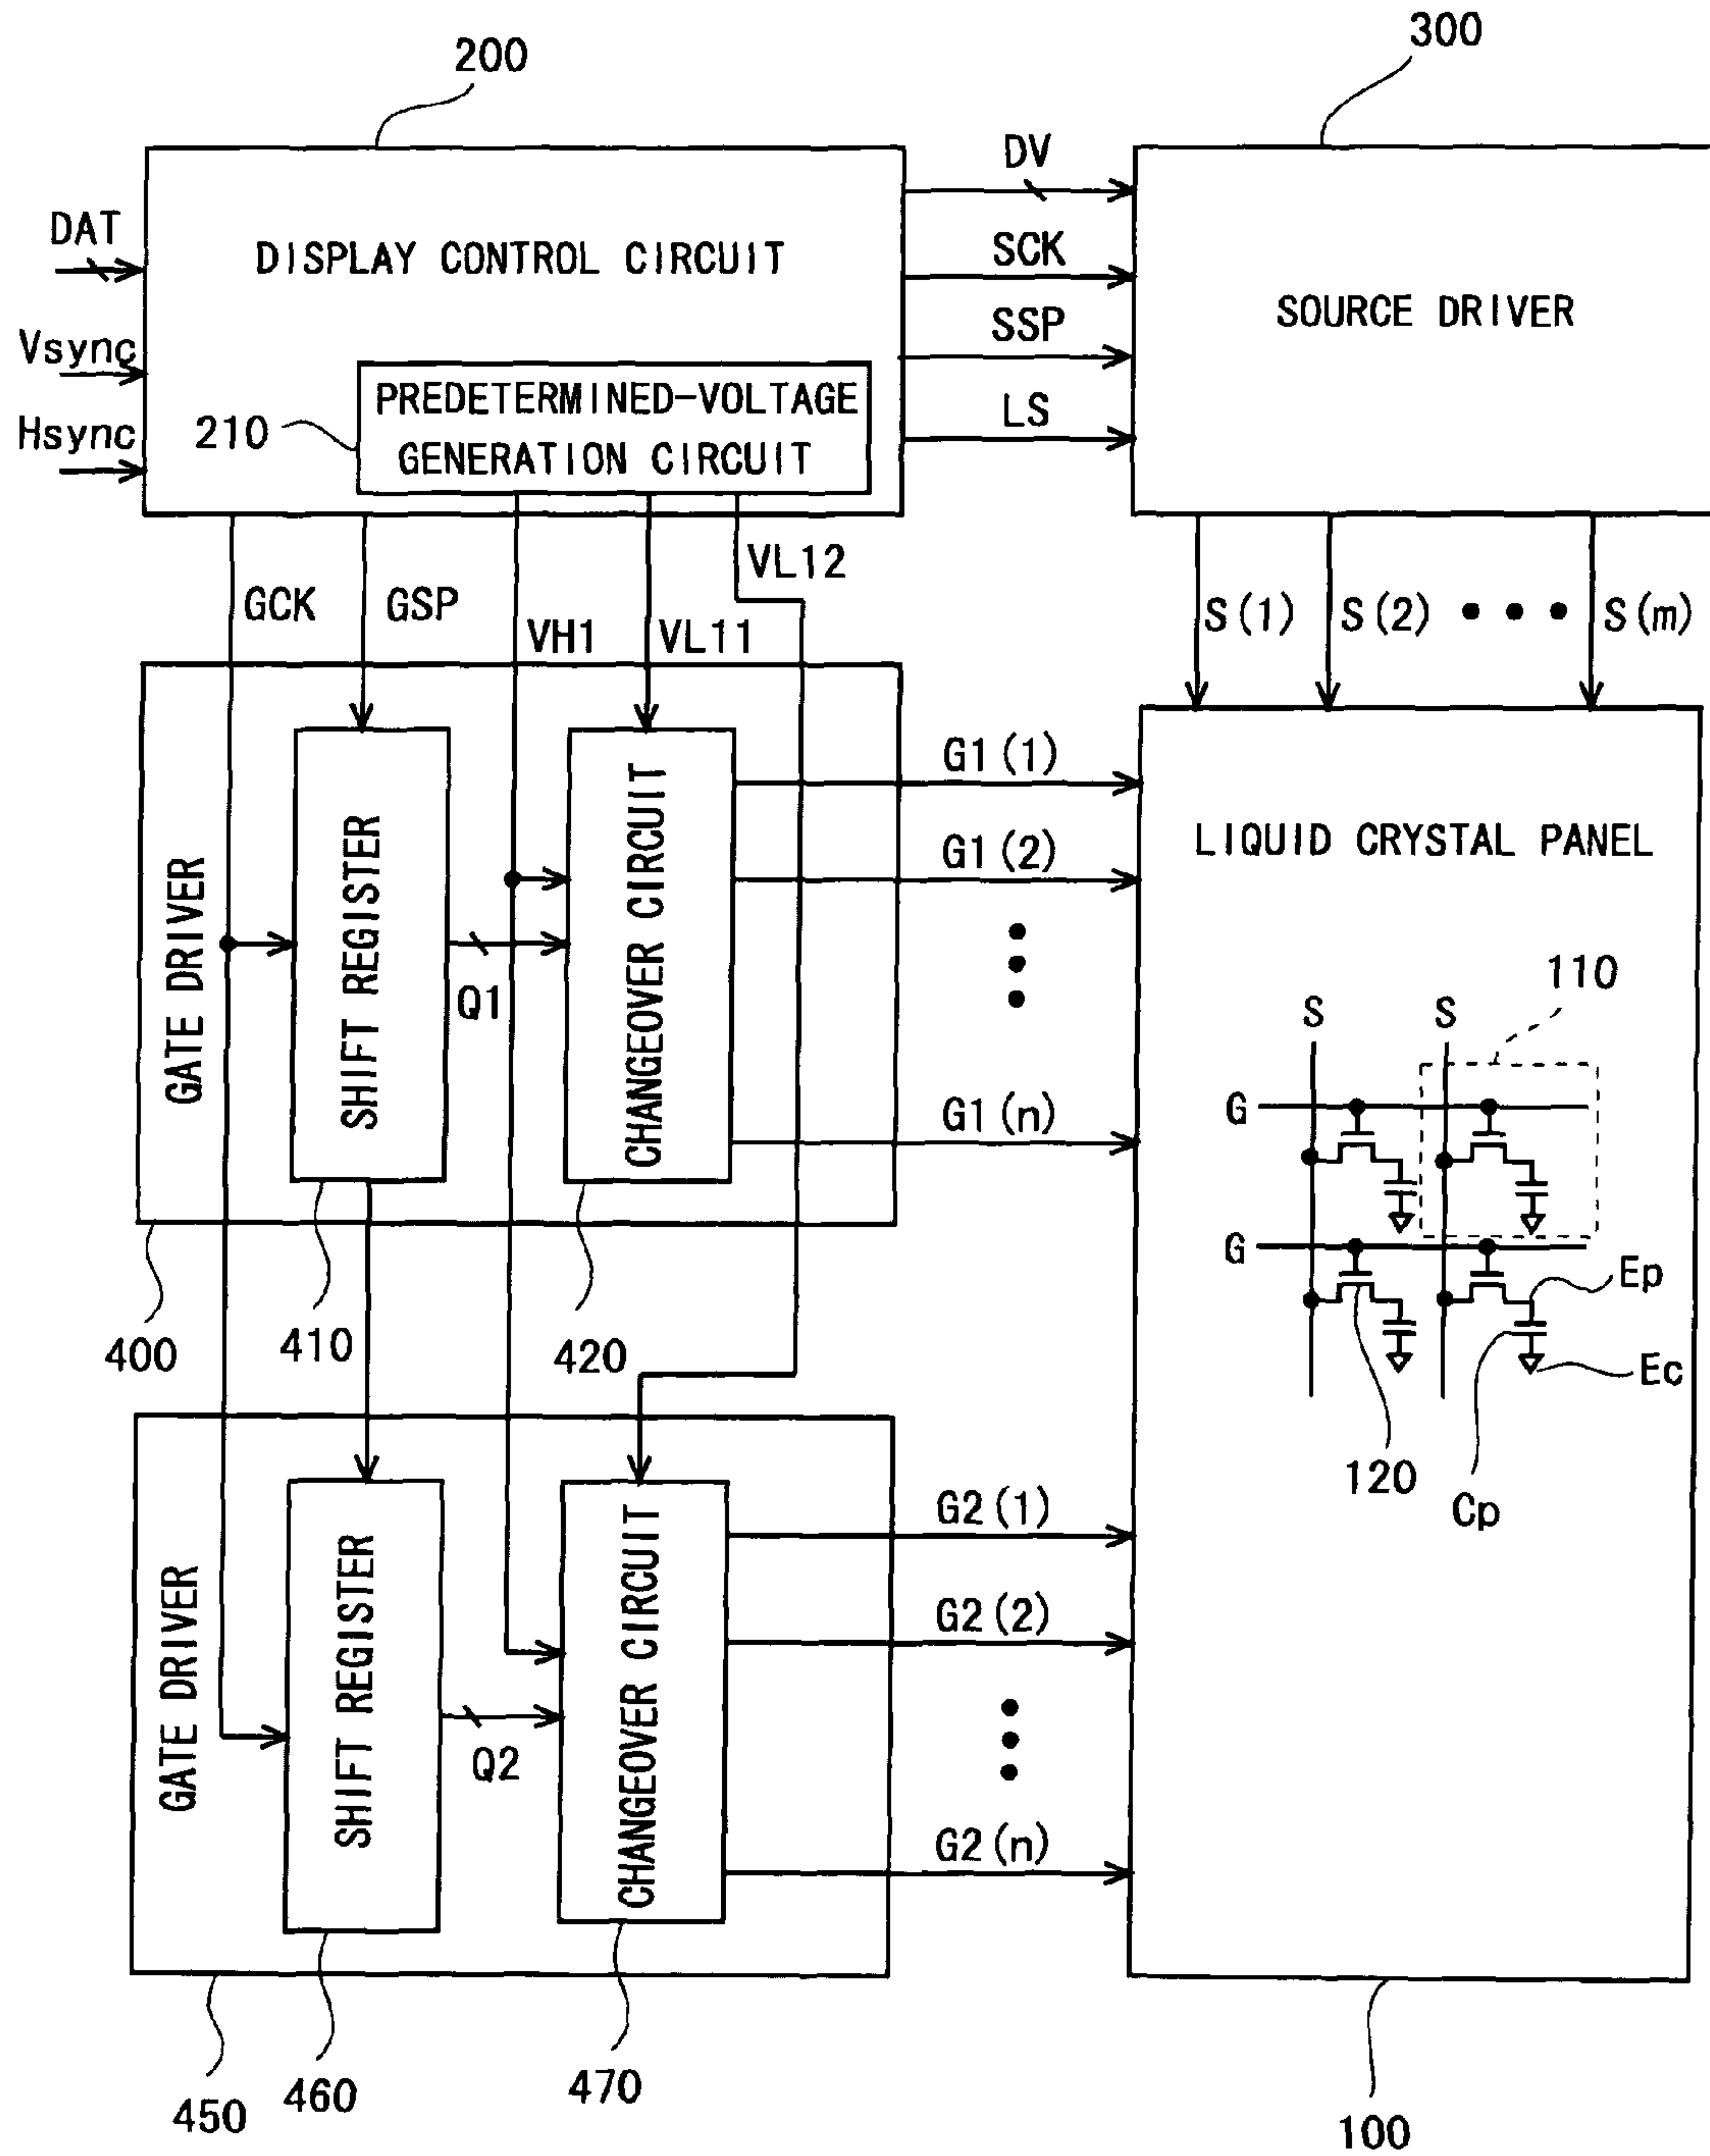 200
300
DAT
Vsync
Hsync
DISPLAY CONTROL CIRCUIT
210
PREDETERMINED-VOLTAGE
GENERATION CIRCUIT
DV
SCK
SSP
LS
SOURCE DRIVER
GCK
GSP
VH1
VL11
VL12
S(1)
S(2)
S(m)
GATE DRIVER
SHIFT REGISTER
Q1
CHANGEOVER CIRCUIT
G1(1)
G1(2)
G1(n)
400
410
420
LIQUID CRYSTAL PANEL
110
S
S
G
G
Ep
Ec
120
Cp
GATE DRIVER
SHIFT REGISTER
Q2
CHANGEOVER CIRCUIT
G2(1)
G2(2)
G2(n)
450
460
470
100